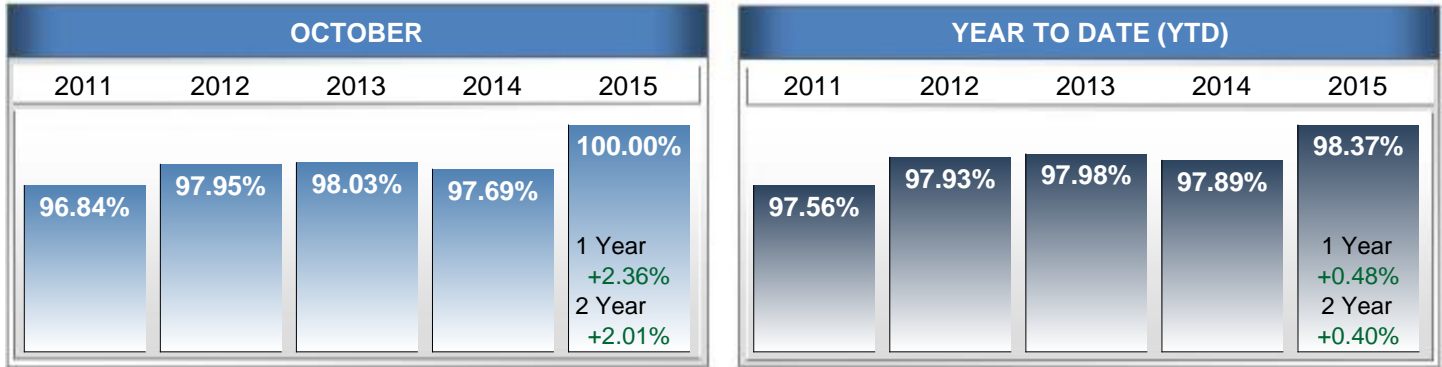 OCTOBER
2011 2012 2013 2014 2015
96.84% 97.95% 98.03% 97.69% 100.00%
1 Year
+2.36%
2 Year
+2.01%
YEAR TO DATE (YTD)
2011 2012 2013 2014 2015
97.56% 97.93% 97.98% 97.89% 98.37%
1 Year
+0.48%
2 Year
+0.40%